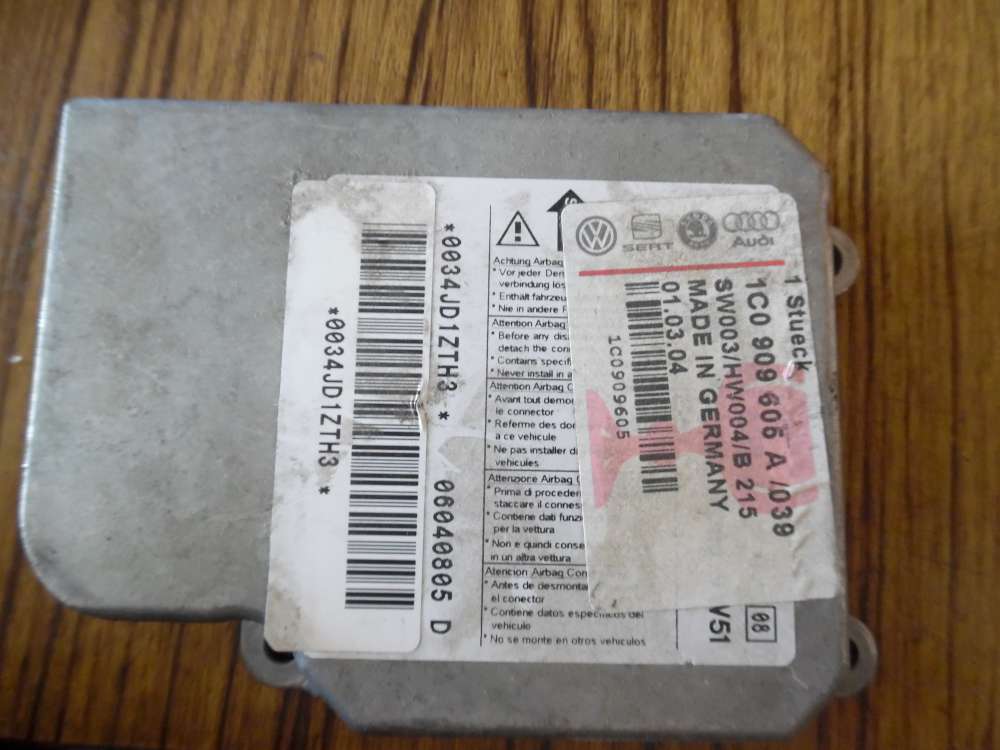 *0034JD1ZTH3 *
*0034JD1ZTH3 * 06040805 D
Achtung Airbag
* Vor jeder Dem
verbindung lös
* Enthält fahrzeu
* Nie in andere F
Attention Airbag
* Before any dis
detach the con
* Contains specif
* Never install in a
Attention Airbag C
* Avant tout demon
le connector
* Referme des don
a ce vehicule
* Ne pas installer d
vehicules
Attenzione Airbag
* Prima di proceder
staccare il connes
* Contiene dati funzi
per la vettura
* Non e quindi conse
in un altra vettura
Atencion Airbag Con
* Antes de desmonta
el conector
* Contiene datos especificos del
vehiculo
* No se monte en otros vehiculos
V51
08
SEAT
Audi
1 Stueck
1C0 909 605 A /039
SW003/HW004/B 215
MADE IN GERMANY
01.03.04
1C0909605